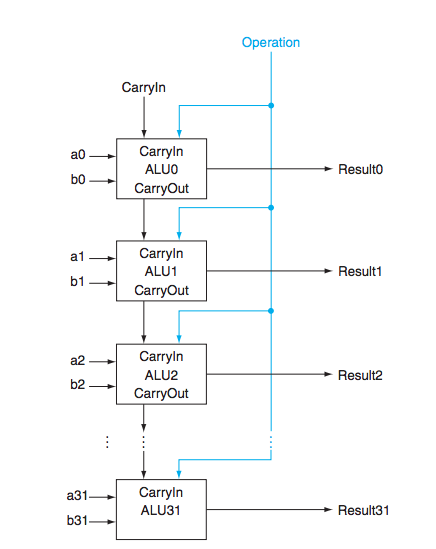 Operation
CarryIn
a0
b0
CarryIn
ALU0
CarryOut
Result0
a1
b1
CarryIn
ALU1
CarryOut
Result1
a2
b2
CarryIn
ALU2
CarryOut
Result2
a31
b31
CarryIn
ALU31
Result31